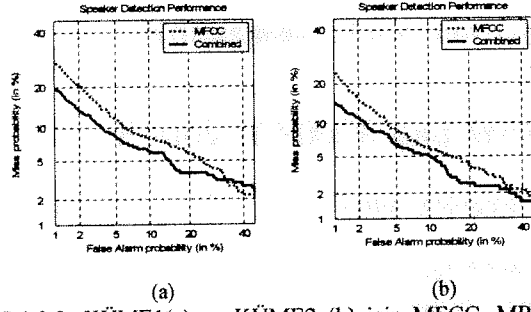 Speaker Detection Performance
MFCC
Combined
Miss probability (in %)
40
20
10
5
2
1
1 2 5 10 20 40
False Alarm probability (in %)
(a)
Speaker Detection Performance
MFCC
Combined
Miss probability (in %)
40
20
10
5
2
1
1 2 5 10 20 40
False Alarm probability (in %)
(b)
KÜME1(a) KÜME2 (b) için MFCC